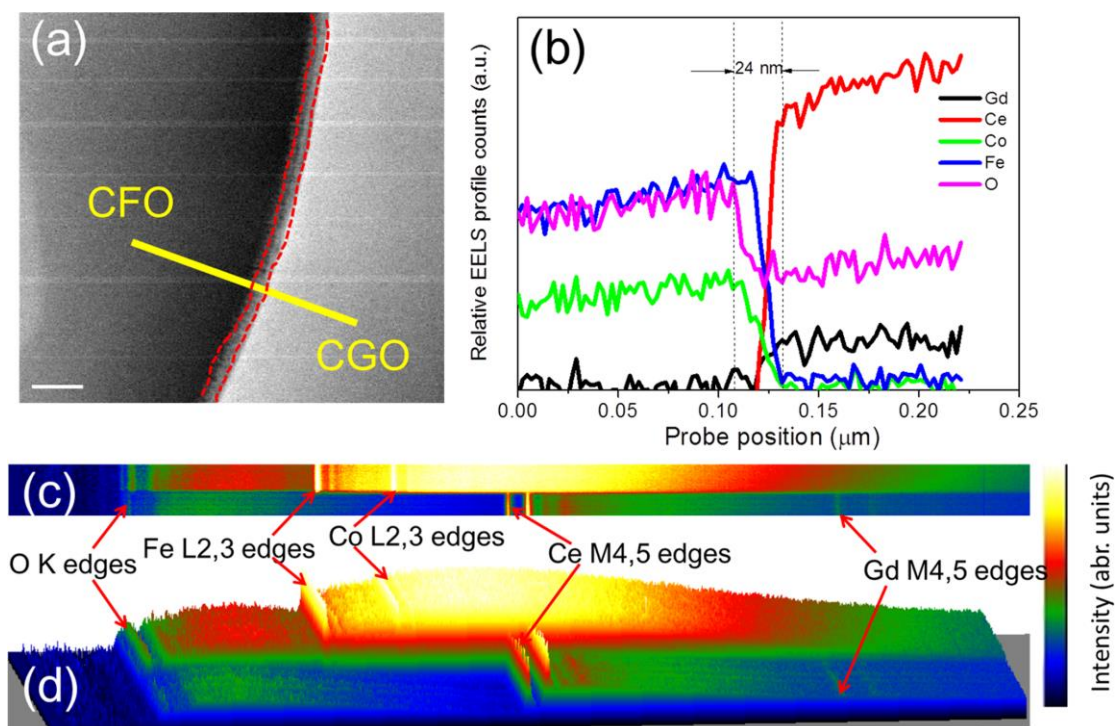 (a)
CFO
CGO
(b)
24 nm
Gd
Ce
Co
Fe
O
Relative EELS profile counts (a.u.)
0.00 0.05 0.10 0.15 0.20 0.25
Probe position (μm)
(c)
O K edges
Fe L2,3 edges
Co L2,3 edges
Ce M4,5 edges
Gd M4,5 edges
(d)
Intensity (abr. units)